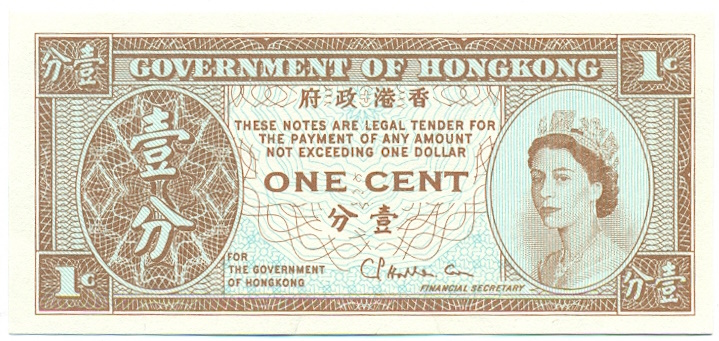 分壹
GOVERNMENT OF HONGKONG
1¢
府政港香
THESE NOTES ARE LEGAL TENDER FOR
THE PAYMENT OF ANY AMOUNT
NOT EXCEEDING ONE DOLLAR
壹
分
ONE CENT
分壹
FOR
THE GOVERNMENT
OF HONGKONG
FINANCIAL SECRETARY
1¢
分壹